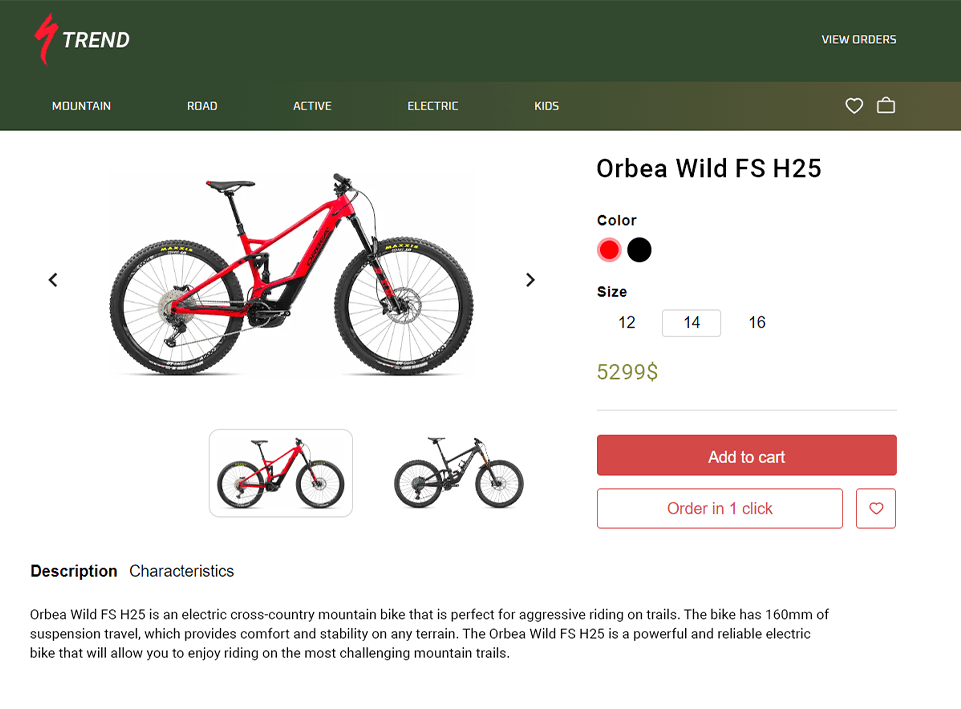 TREND
VIEW ORDERS
MOUNTAIN ROAD ACTIVE ELECTRIC KIDS
Orbea Wild FS H25
Color
MAXXIS MAXXIS
Size
12 14 16
5299$
Add to cart
Order in 1 click
Description Characteristics
Orbea Wild FS H25 is an electric cross-country mountain bike that is perfect for aggressive riding on trails. The bike has 160mm of
suspension travel, which provides comfort and stability on any terrain. The Orbea Wild FS H25 is a powerful and reliable electric
bike that will allow you to enjoy riding on the most challenging mountain trails.